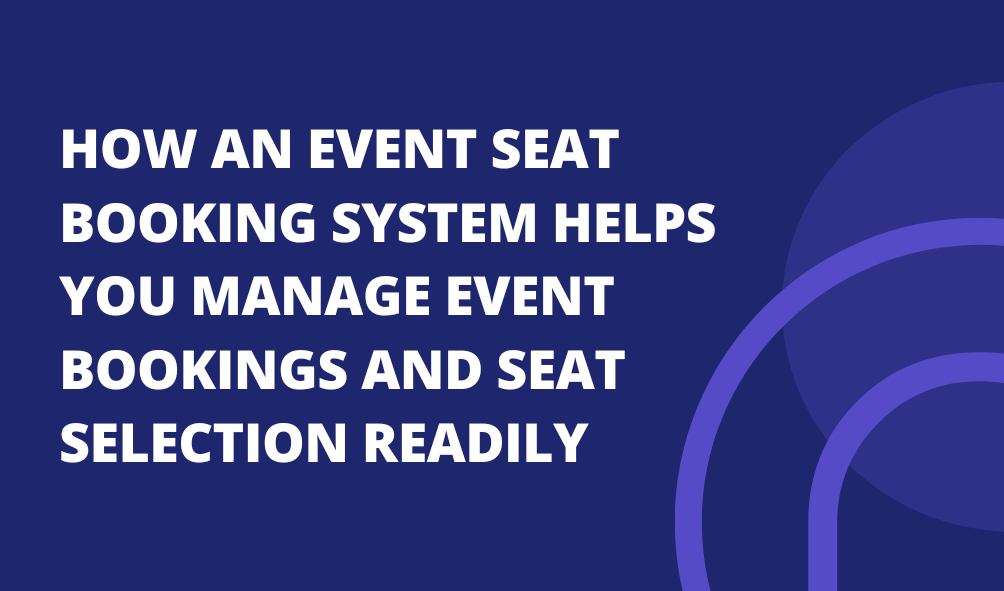 HOW AN EVENT SEAT
BOOKING SYSTEM HELPS
YOU MANAGE EVENT
BOOKINGS AND SEAT
SELECTION READILY